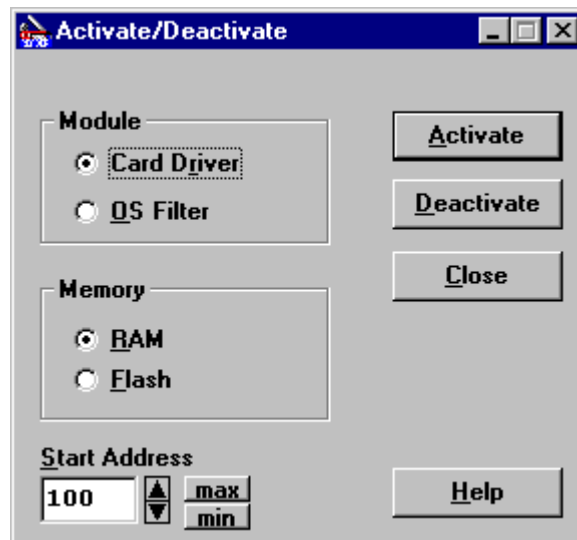 Activate/Deactivate
Module
Card Driver
OS Filter
Memory
RAM
Flash
Start Address
100
max
min
Activate
Deactivate
Close
Help